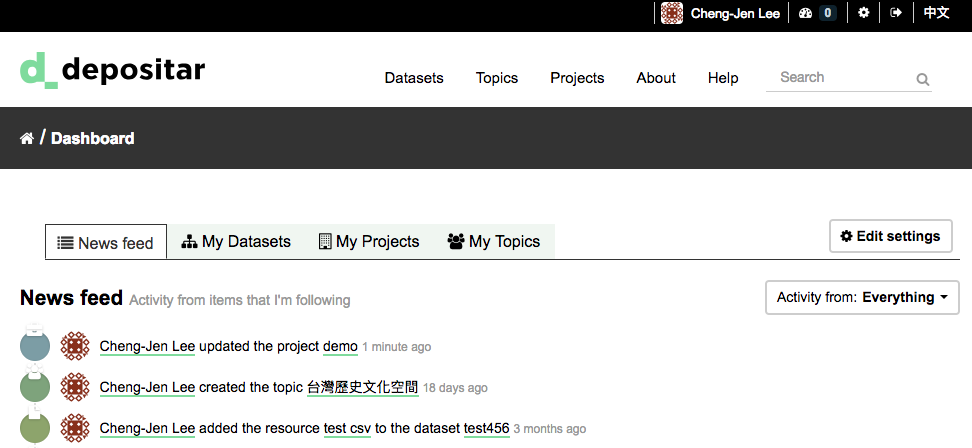 Cheng-Jen Lee 0 中文
d_depositar Datasets Topics Projects About Help Search
/ Dashboard
News feed My Datasets My Projects My Topics Edit settings
News feed Activity from items that I'm following Activity from: Everything
Cheng-Jen Lee updated the project demo 1 minute ago
Cheng-Jen Lee created the topic 台灣歷史文化空間 18 days ago
Cheng-Jen Lee added the resource test csv to the dataset test456 3 months ago